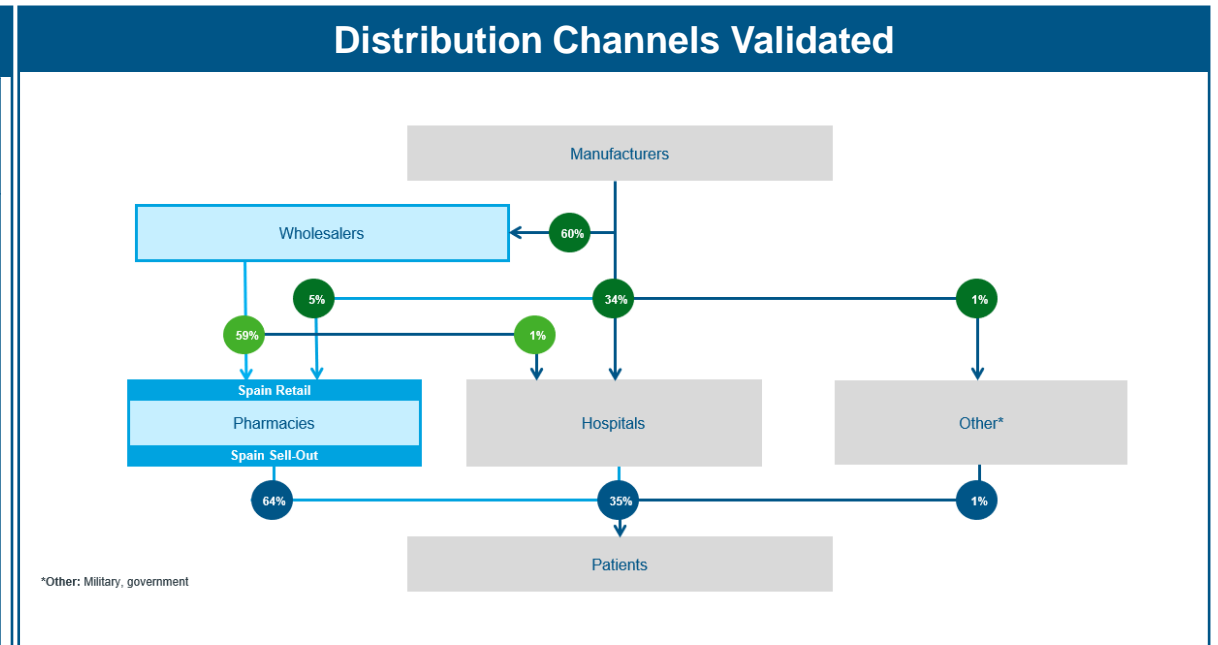 Distribution Channels Validated
Manufacturers
Wholesalers
60%
5%
34%
1%
59%
1%
Spain Retail
Pharmacies
Hospitals
Other*
Spain Sell-Out
64%
35%
1%
Patients
*Other: Military, government